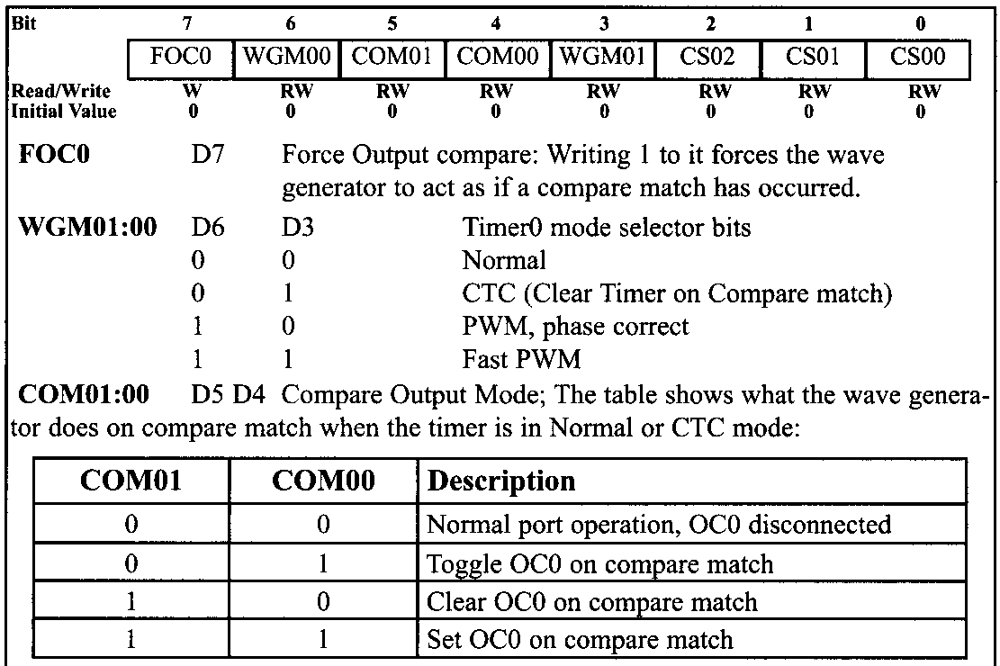 Bit 7 6 5 4 3 2 1 0
FOC0 WGM00 COM01 COM00 WGM01 CS02 CS01 CS00
Read/Write W RW RW RW RW RW RW RW
Initial Value 0 0 0 0 0 0 0 0
FOC0 D7 Force Output compare: Writing 1 to it forces the wave
generator to act as if a compare match has occurred.
WGM01:00 D6 D3 Timer0 mode selector bits
0 0 Normal
0 1 CTC (Clear Timer on Compare match)
1 0 PWM, phase correct
1 1 Fast PWM
COM01:00 D5 D4 Compare Output Mode; The table shows what the wave genera-
tor does on compare match when the timer is in Normal or CTC mode:
COM01 COM00 Description
0 0 Normal port operation, OC0 disconnected
0 1 Toggle OC0 on compare match
1 0 Clear OC0 on compare match
1 1 Set OC0 on compare match